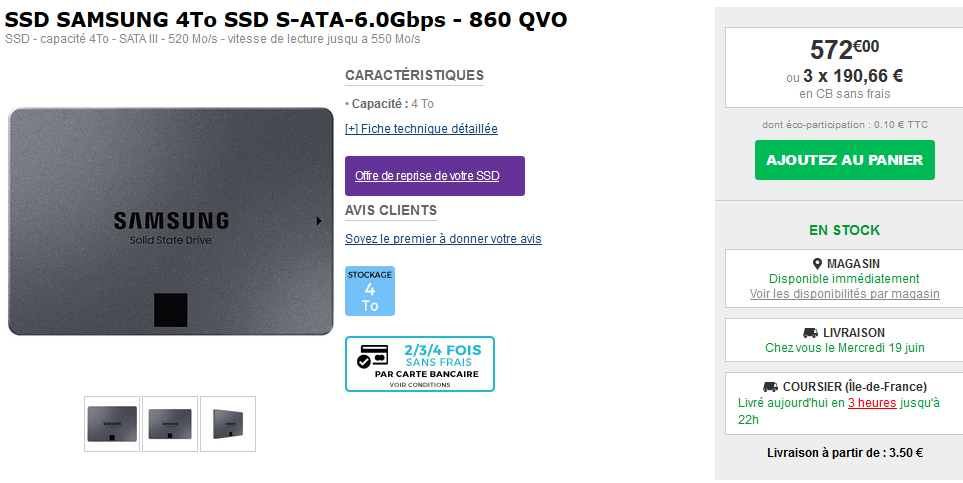 SSD SAMSUNG 4To SSD S-ATA-6.0Gbps - 860 QVO
SSD - capacité 4To - SATA III - 520 Mo/s - vitesse de lecture jusqu a 550 Mo/s
SAMSUNG
Solid State Drive
CARACTÉRISTIQUES
• Capacité : 4 To
[+] Fiche technique détaillée
Offre de reprise de votre SSD
AVIS CLIENTS
Soyez le premier à donner votre avis
STOCKAGE
4
To
2/3/4 FOIS
SANS FRAIS
PAR CARTE BANCAIRE
VOIR CONDITIONS
572€00
ou 3 x 190,66 €
en CB sans frais
dont éco-participation : 0.10 € TTC
AJOUTEZ AU PANIER
EN STOCK
MAGASIN
Disponible immédiatement
Voir les disponibilités par magasin
LIVRAISON
Chez vous le Mercredi 19 juin
COURSIER (Île-de-France)
Livré aujourd'hui en 3 heures jusqu'à
22h
Livraison à partir de : 3.50 €